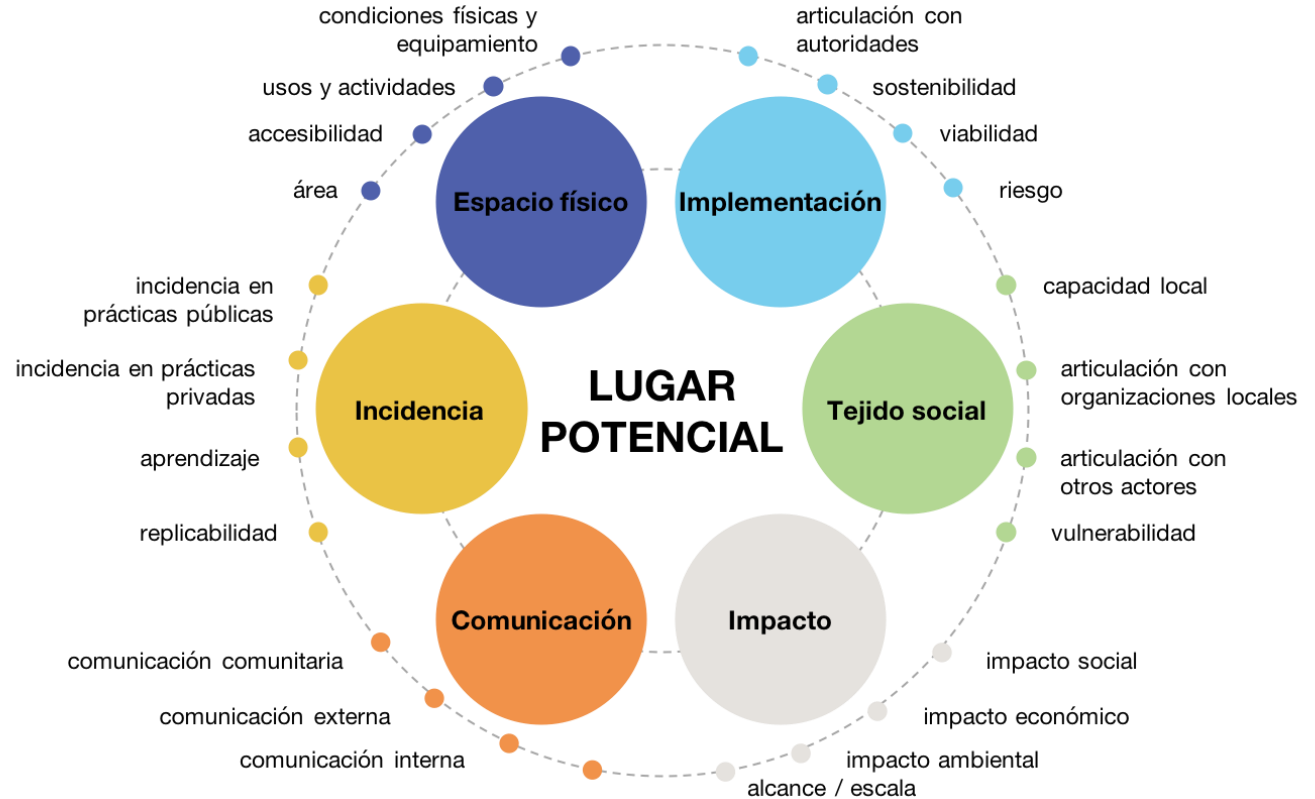 condiciones físicas y
equipamiento
usos y actividades
accesibilidad
área
articulación con
autoridades
sostenibilidad
viabilidad
riesgo
Espacio físico
Implementación
incidencia en
prácticas públicas
incidencia en prácticas
privadas
aprendizaje
replicabilidad
Incidencia
LUGAR
POTENCIAL
Tejido social
capacidad local
articulación con
organizaciones locales
articulación con
otros actores
vulnerabilidad
Comunicación
Impacto
comunicación comunitaria
comunicación externa
comunicación interna
impacto social
impacto económico
impacto ambiental
alcance / escala